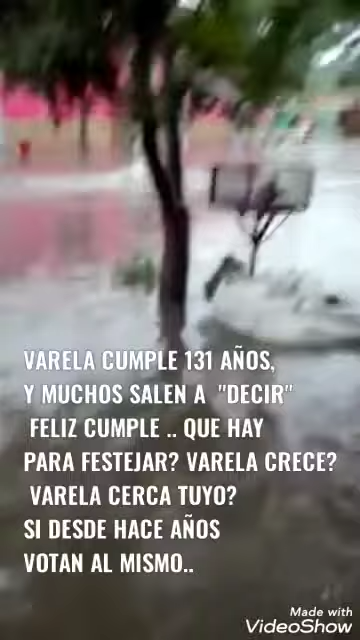 VARELA CUMPLE 131 AÑOS,
Y MUCHOS SALEN A "DECIR"
FELIZ CUMPLE .. QUE HAY
PARA FESTEJAR? VARELA CRECE?
VARELA CERCA TUYO?
SI DESDE HACE AÑOS
VOTAN AL MISMO..
Made with
VideoShow